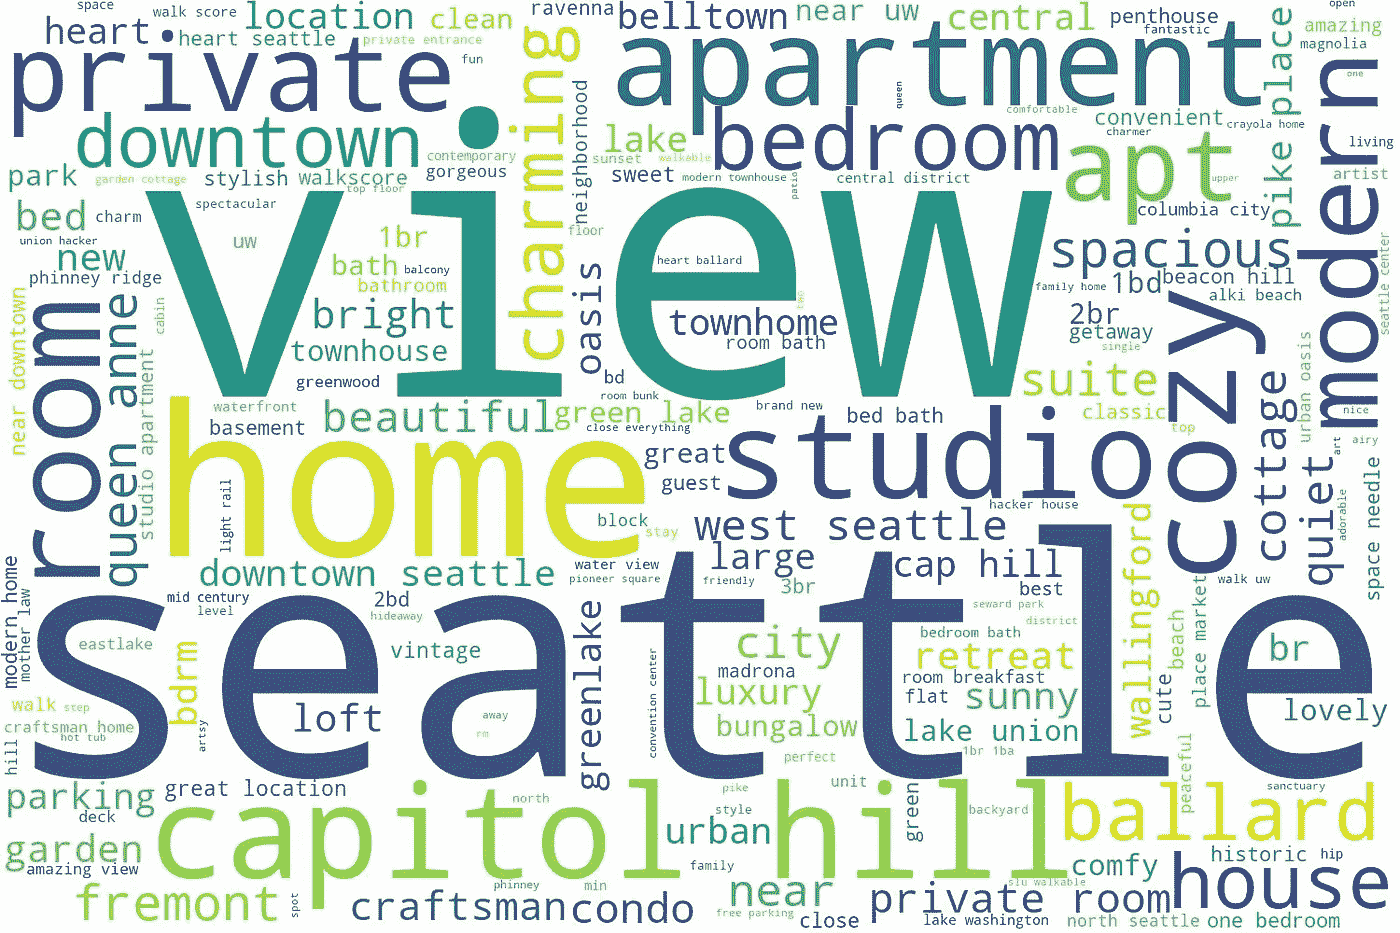 space
walk score
location
clean
ravenna
belltown
near uw
central
penthouse
open
heart
heart seattle
private entrance
fantastic
amazing
magnolia
private
fun
charming
apartment
pike place
modern
one
queen
downtown
neighborhood
lake
bedroom
comfortable
convenient
charmer
crayola home
living
contemporary
sunset
walkable
apt
park
garden cottage
stylish
walkscore
gorgeous
top floor
sweet
modern townhouse
patio
central district
upper
artist
view
bed
charm
spectacular
columbia city
union hacker
uw
1br
floor
spacious
seattle center
new
bath
balcony
heart ballard
phinney ridge
bathroom
oasis
family home
1bd
beacon hill
near downtown
room
queen anne
cabin
two
alki beach
bright
townhome
2br
cozy
getaway
townhouse
room bath
single
urban oasis
studio apartment
greenwood
bd
suite
cottage
room bunk
waterfront
beautiful
green lake
brand new
bed bath
classic
nice
basement
close everything
top
home
studio
great
art
airy
guest
quiet
space needle
light rail
block
stay
west seattle
hacker house
adorable
wallingford
downtown seattle
water view
large
cap hill
modern home
pioneer square
friendly
3br
best
walk uw
seattle
mother law
mid century
2bd
level
hideaway
greenlake
seward park
district
place market
beach
eastlake
bdrm
vintage
city
bedroom bath
retreat
br
convention center
madrona
room breakfast
walk
step
loft
away
luxury
flat
sunny
cute
lovely
craftsman home
artsy
rm
bungalow
lake union
hot tub
hill
perfect
1br 1ba
peaceful
parking
great location
capitol hill
pike
unit
sanctuary
deck
north
style
green
backyard
ballard
urban
garden
amazing view
family
comfy
historic
hip
house
fremont
spot
phinney
min
near
slu walkable
craftsman
condo
free parking
close
private room
lake washington
north seattle
one bedroom